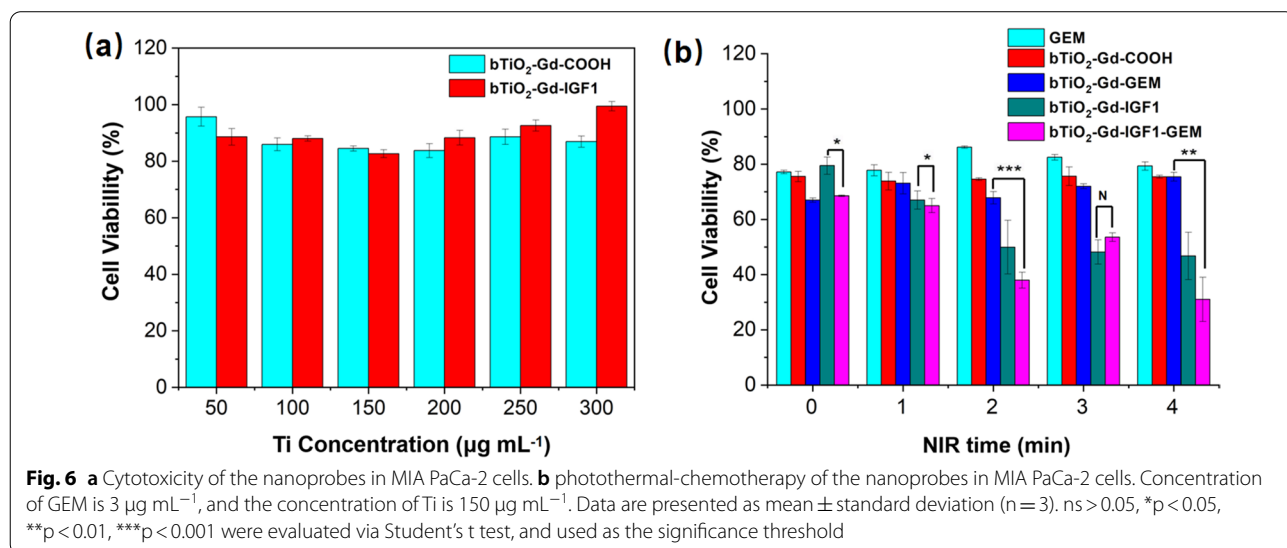 (a)
120
100
80
60
40
20
0
Cell Viabillity (%)
bTiO₂-Gd-COOH
bTiO₂-Gd-IGF1
50 100 150 200 250 300
Ti Concentration (µg mL⁻¹)
(b)
120
100
80
60
40
20
0
Cell Viability (%)
GEM
bTiO₂-Gd-COOH
bTiO₂-Gd-GEM
bTiO₂-Gd-IGF1
bTiO₂-Gd-IGF1-GEM
* * *** N **
0 1 2 3 4
NIR time (min)
Fig. 6 a Cytotoxicity of the nanoprobes in MIA PaCa-2 cells. b photothermal-chemotherapy of the nanoprobes in MIA PaCa-2 cells. Concentration
of GEM is 3 µg mL⁻¹, and the concentration of Ti is 150 µg mL⁻¹. Data are presented as mean ± standard deviation (n = 3). ns > 0.05, *p < 0.05,
**p < 0.01, ***p < 0.001 were evaluated via Student's t test, and used as the significance threshold